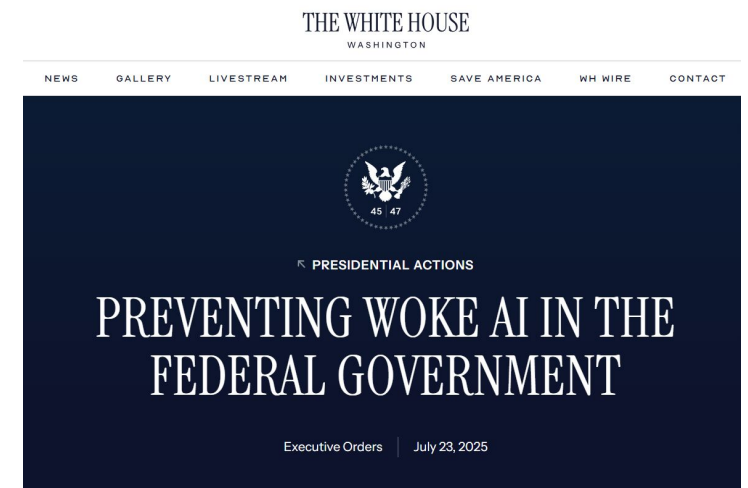 THE WHITE HOUSE
WASHINGTON
NEWS GALLERY LIVESTREAM INVESTMENTS SAVE AMERICA WH WIRE CONTACT
45 47
PRESIDENTIAL ACTIONS
PREVENTING WOKE AI IN THE
FEDERAL GOVERNMENT
Executive Orders July 23, 2025